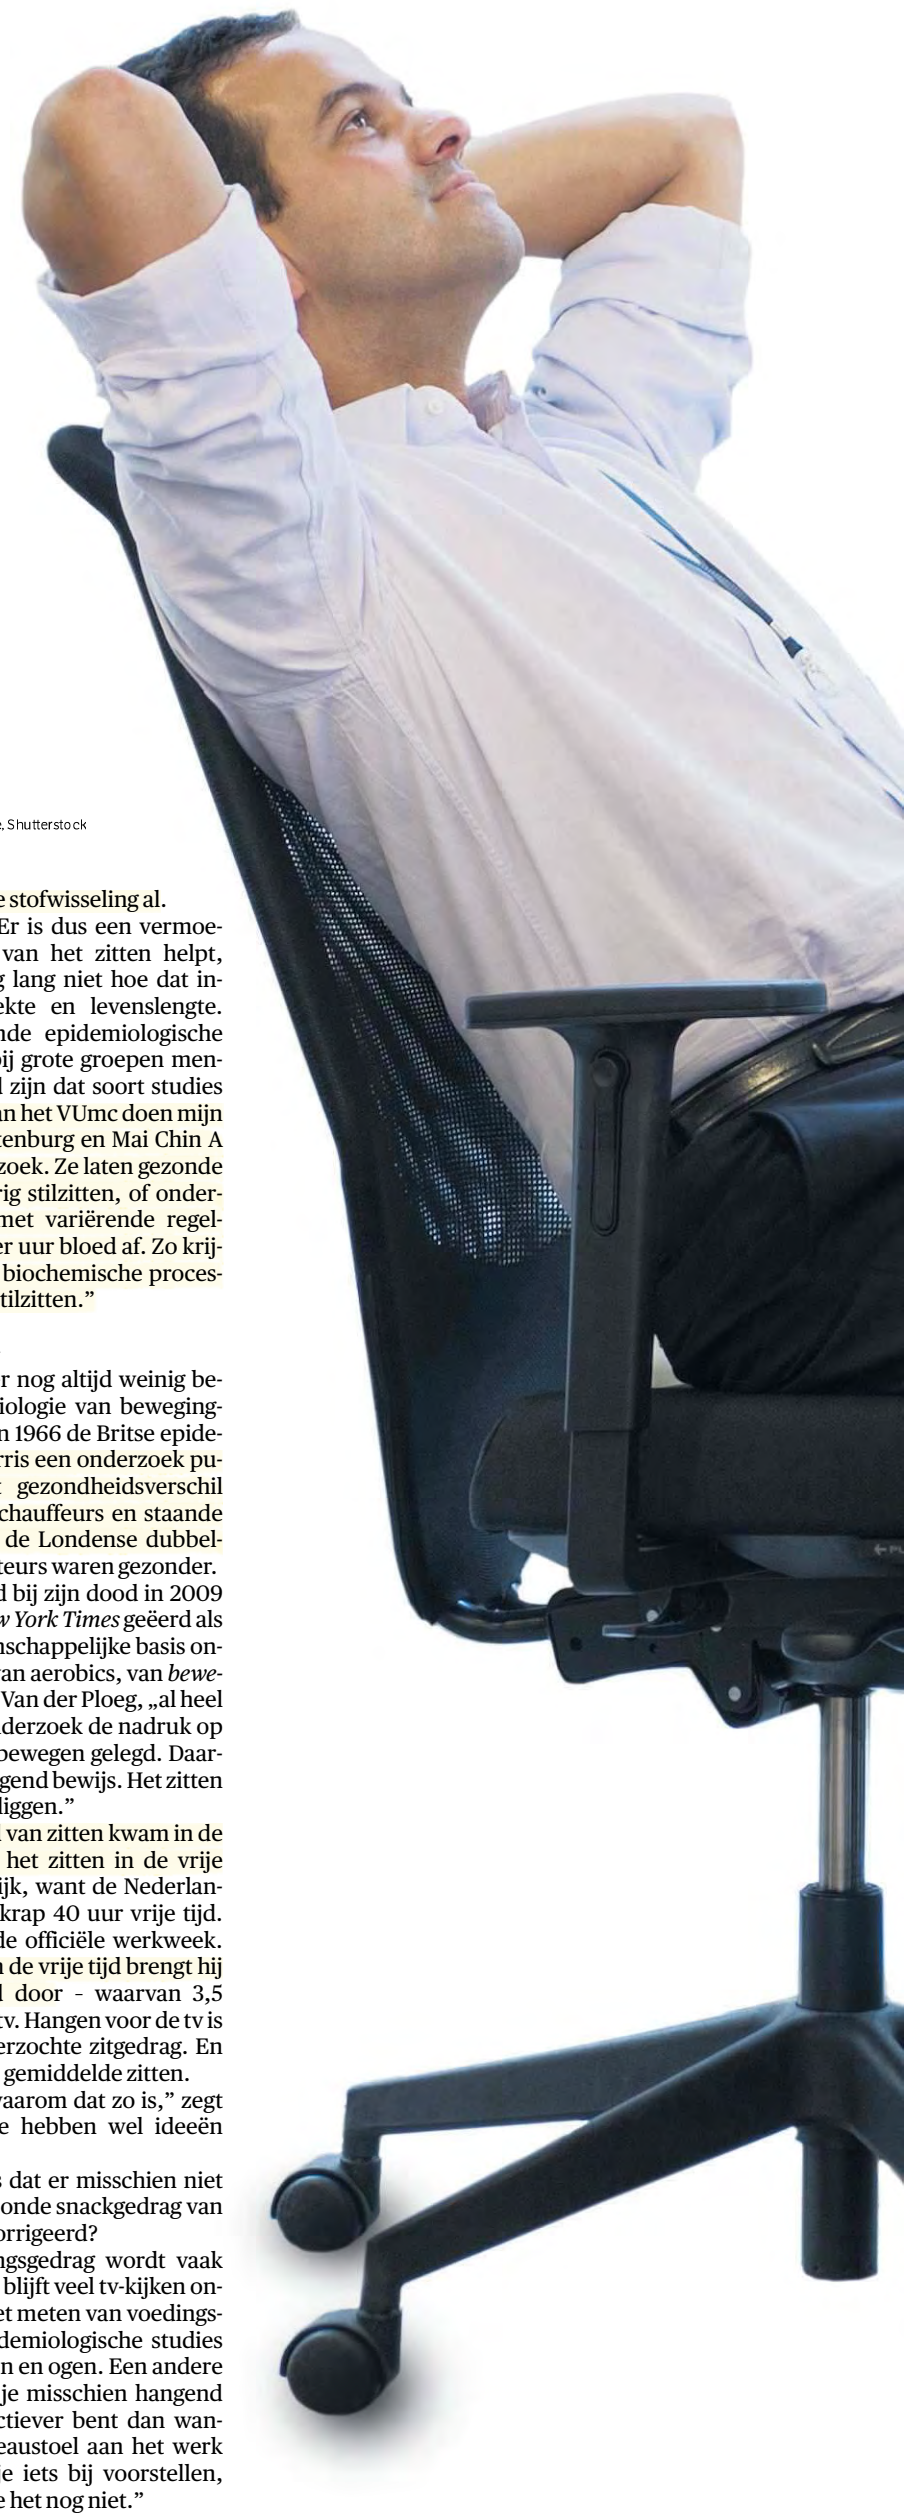 e, Shutterstock
e stofwisseling al.
Er is dus een vermoe-
van het zitten helpt,
g lang niet hoe dat in-
ekte en levenslengte.
nde epidemiologische
bij grote groepen men-
l zijn dat soort studies
an het VUmc doen mijn
tenburg en Mai Chin A
zoek. Ze laten gezonde
rig stilzitten, of onder-
met variërende regel-
er uur bloed af. Zo krij-
biochemische proces-
tilzitten.”
r nog altijd weinig be-
iologie van beweging-
n 1966 de Britse epide-
rris een onderzoek pu-
t gezondheidsverschil
chauffeurs en staande
de Londense dubbel-
teurs waren gezonder.
d bij zijn dood in 2009
w York Times geëerd als
nschappelijke basis on-
van aerobics, van bewe-
Van der Ploeg, „al heel
derzoek de nadruk op
bewegen gelegd. Daar-
gend bewijs. Het zitten
liggen.”
l van zitten kwam in de
het zitten in de vrije
ijk, want de Nederlan-
krap 40 uur vrije tijd.
de officiële werkweek.
n de vrije tijd brengt hij
l door – waarvan 3,5
tv. Hangen voor de tv is
erzochte zitgedrag. En
gemiddelde zitten.
waarom dat zo is,” zegt
e hebben wel ideeën
s dat er misschien niet
onde snackgedrag van
orrigeerd?
ngsgedrag wordt vaak
blijft veel tv-kijken on-
et meten van voedings-
demiologische studies
n en ogen. Een andere
je misschien hangend
ctiever bent dan wan-
eaustoel aan het werk
je iets bij voorstellen,
e het nog niet.”